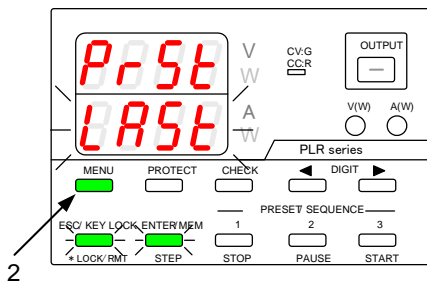 PrSt V W
CV:G
CC:R
OUTPUT
LASt A W
V(W) A(W)
PLR series
MENU PROTECT CHECK ◀ DIGIT ▶
PRESET/ SEQUENCE
ESC/ KEY LOCK ENTER/MEM 1 2 3
* LOCK/ RMT STEP STOP PAUSE START
2